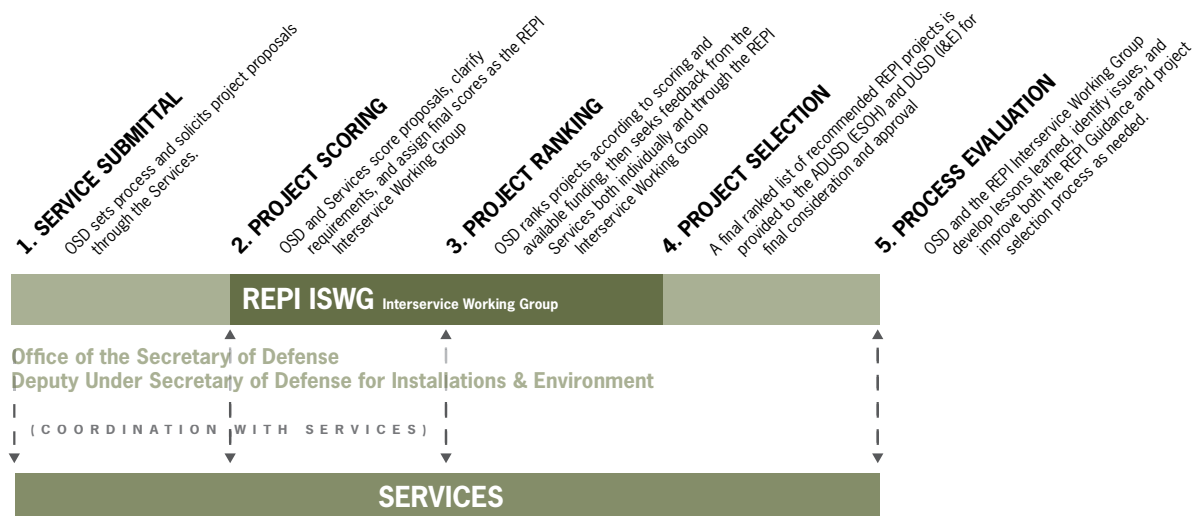 1. SERVICE SUBMITTAL
OSD sets process and solicits project proposals
through the Services.
2. PROJECT SCORING
OSD and Services score proposals, clarify
requirements, and assign final scores as the REPI
Interservice Working Group
3. PROJECT RANKING
OSD ranks projects according to scoring and
available funding, then seeks feedback from the
Services both individually and through the REPI
Interservice Working Group
4. PROJECT SELECTION
A final ranked list of recommended REPI projects is
provided to the ADUSD (ESOH) and DUSD (I&E) for
final consideration and approval
5. PROCESS EVALUATION
OSD and the REPI Interservice Working Group
develop lessons learned, identify issues, and
improve both the REPI Guidance and project
selection process as needed.
REPI ISWG Interservice Working Group
Office of the Secretary of Defense
Deputy Under Secretary of Defense for Installations & Environment
(COORDINATION WITH SERVICES)
SERVICES